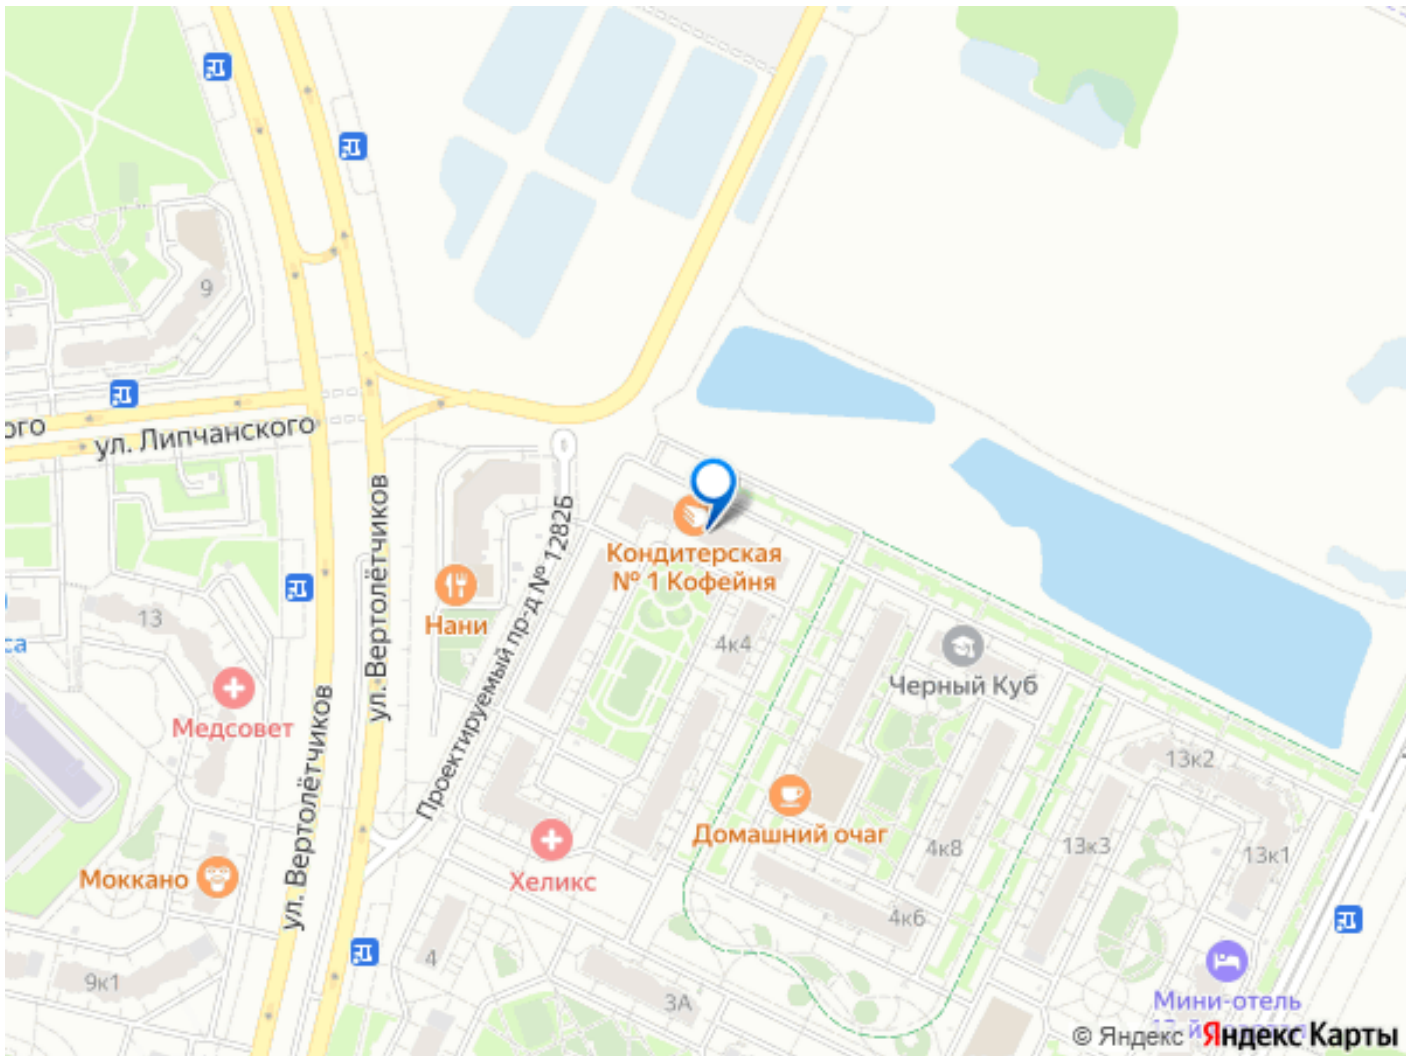 9
ого
ул. Липчанского
ул. Вертолётчиков
Проектируемый пр-д № 1282Б
Кондитерская
№ 1 Кофейня
Нани
13
са
4к4
Черный Куб
Медсовет
ул. Вертолётчиков
13к2
Домашний очаг
4к8
13к3
13к1
Моккано
Хеликс
4к6
4
9к1
3А
Мини-отель
© Яндекс Яндекс Карты